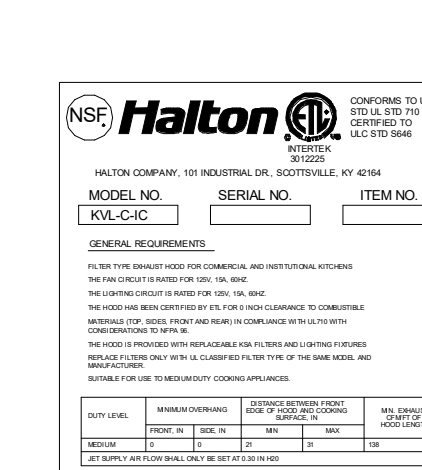 NSF
Halton
ETL
LISTED
INTERTEK
3012225
CONFORMS TO
STD UL STD 710
CERTIFIED TO
ULC STD S646
HALTON COMPANY, 101 INDUSTRIAL DR., SCOTTSVILLE, KY 42164
MODEL NO. SERIAL NO. ITEM NO.
KVL-C-IC
GENERAL REQUIREMENTS
FILTER TYPE EXHAUST HOOD FOR COMMERCIAL AND INSTITUTIONAL KITCHENS
THE FAN CIRCUIT IS RATED FOR 125V, 15A, 60HZ.
THE LIGHTING CIRCUIT IS RATED FOR 125V, 15A, 60HZ.
THE HOOD HAS BEEN CERTIFIED BY ETL FOR 0 INCH CLEARANCE TO COMBUSTIBLE
MATERIALS (TOP, SIDES, FRONT AND REAR) IN COMPLIANCE WITH UL710 WITH
CONSIDERATIONS TO NFPA 96.
THE HOOD IS PROVIDED WITH REPLACEABLE KSA FILTERS AND LIGHTING FIXTURES
REPLACE FILTERS ONLY WITH UL CLASSIFIED FILTER TYPE OF THE SAME MODEL AND
MANUFACTURER.
SUITABLE FOR USE TO MEDIUM DUTY COOKING APPLIANCES.
DUTY LEVEL
MINIMUM OVERHANG
DISTANCE BETWEEN FRONT
EDGE OF HOOD AND COOKING
SURFACE, IN
MIN. EXHAUS
CFM/FT OF
HOOD LENGT
FRONT, IN SIDE, IN MIN MAX
MEDIUM 0 0 21 31 138
JET SUPPLY AIR FLOW SHALL ONLY BE SET AT 0.30 IN H20